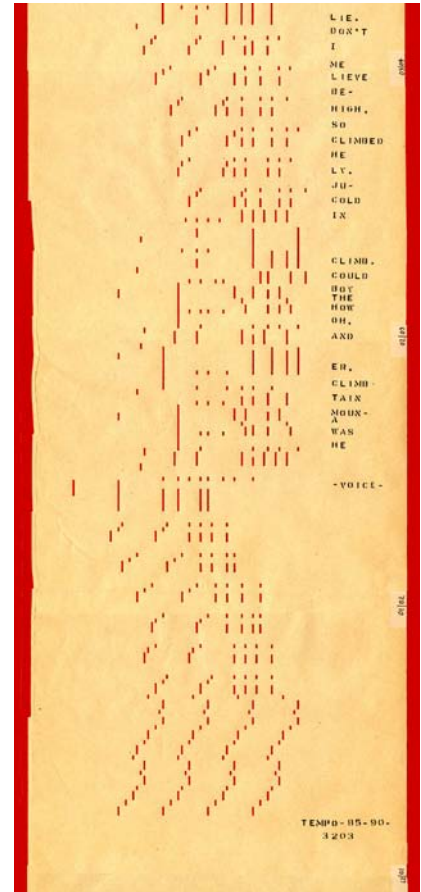 LIE.
DON'T
I
ME
LIEVE
BE-
HIGH,
SO
CLIMBED
HE
LY.
JU-
COLD
IN
CLIMB.
COULD
BOY
THE
HOW
OH,
AND
ER,
CLIMB-
TAIN
MOUN-
A
WAS
HE
-VOICE-
TEMPO-85-90-
3203